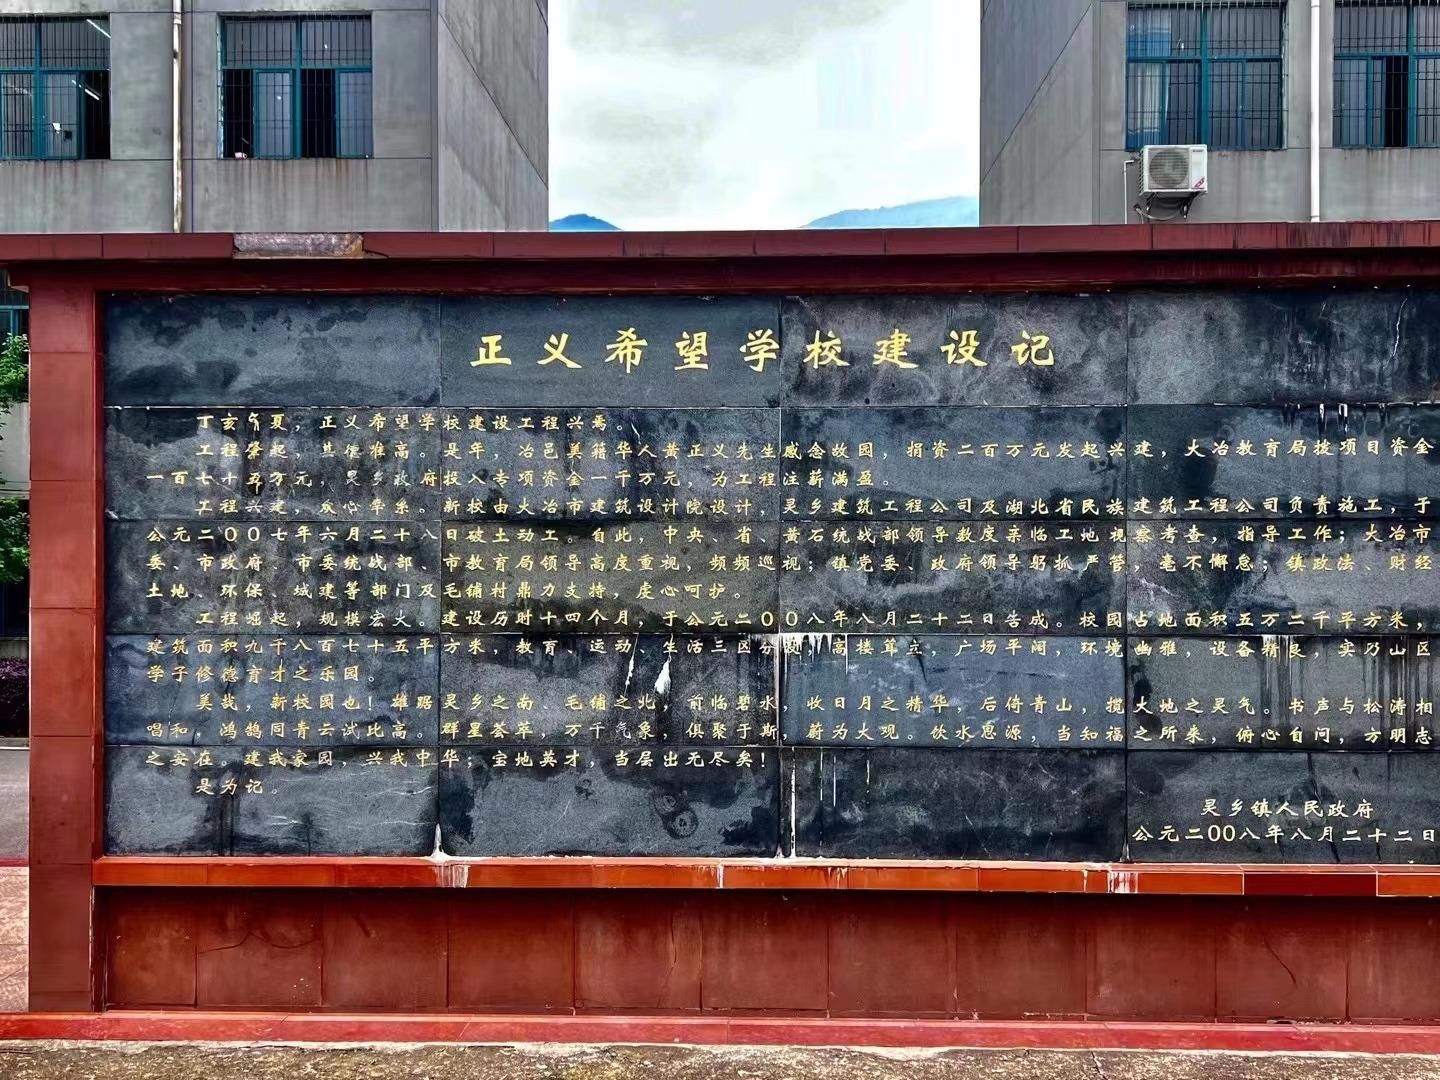 正义希望学校建设记
丁亥年夏，正义希望学校建设工程兴焉。
工程肇起，其德唯高。是年，冶邑美籍华人黄正义先生感念故园，捐资二百万元发起兴建，大冶教育局拨项目资金
一百七十五万元，灵乡政府投入专项资金一千万元，为工程注薪满盈。
工程兴建，众心牵系。新校由大冶市建筑设计院设计，灵乡建筑工程公司及湖北省民族建筑工程公司负责施工，于
公元二00七年六月二十八日破土动工。自此，中央、省、黄石统战部领导数度亲临工地视察考查，指导工作；大冶市
委、市政府、市委统战部、市教育局领导高度重视，频频巡视；镇党委、政府领导躬抓严管，毫不懈怠；镇政法、财经
土地、环保、城建等部门及毛铺村鼎力支持，虔心呵护。
工程崛起，规模宏大。建设历时十四个月，于公元二00八年八月二十二日告成。校园占地面积五万二千平方米，
建筑面积九千八百七十五平方米，教育、运动、生活三区分设，高楼耸立，广场平阔，环境幽雅，设备精良，实乃山区
学子修德育才之乐园。
美哉，新校园也！雄踞灵乡之南、毛铺之北，前临碧水，收日月之精华，后倚青山，揽大地之灵气。书声与松涛相
唱和，鸿鹄同青云试比高。群星荟萃，万千气象，俱聚于斯，蔚为大观。饮水思源，当知福之所来，俯心自问，方明志
之安在。建我家园，兴我中华；宝地英才，当层出无尽矣！
是为记。
灵乡镇人民政府
公元二00八年八月二十二日